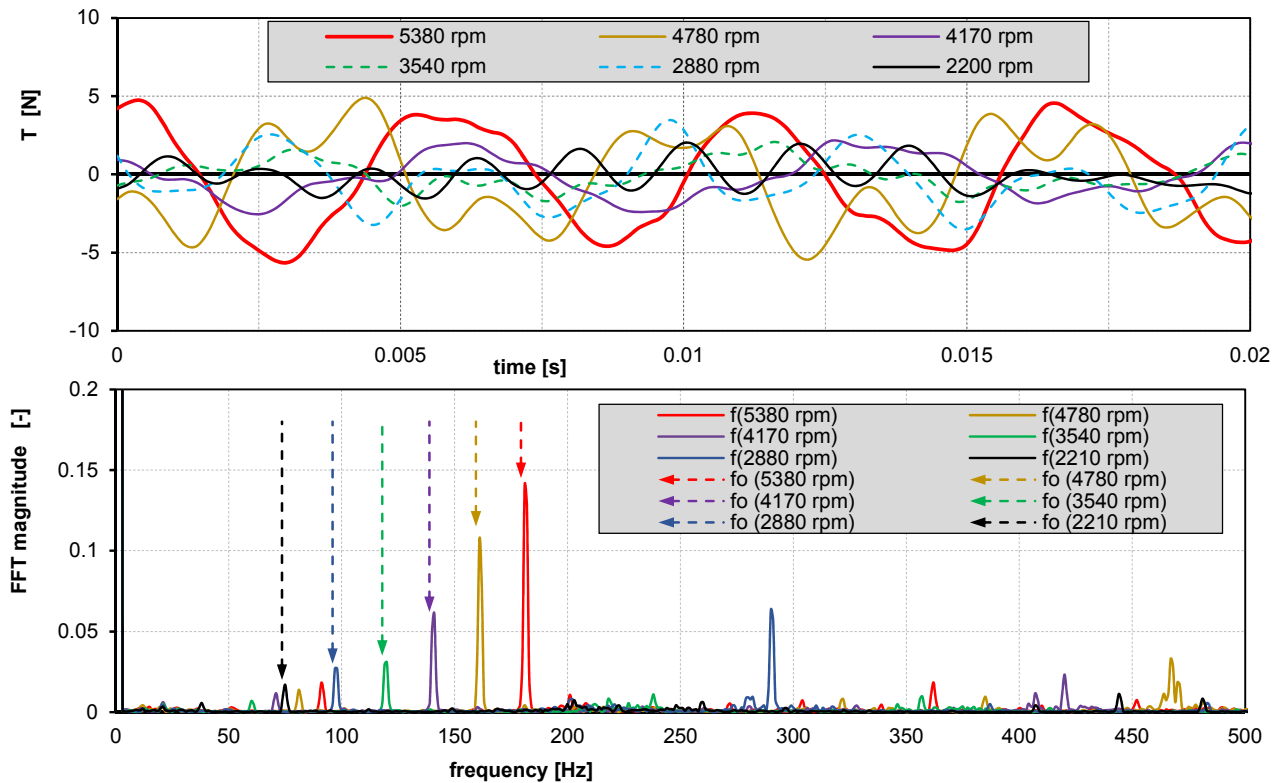 10
5
0
-5
-10
T [N]
5380 rpm 4780 rpm 4170 rpm
3540 rpm 2880 rpm 2200 rpm
0 0.005 0.01 0.015 0.02
time [s]
0.2
0.15
0.1
0.05
0
FFT magnitude [-]
f(5380 rpm) f(4780 rpm)
f(4170 rpm) f(3540 rpm)
f(2880 rpm) f(2210 rpm)
fo (5380 rpm) fo (4780 rpm)
fo (4170 rpm) fo (3540 rpm)
fo (2880 rpm) fo (2210 rpm)
0 50 100 150 200 250 300 350 400 450 500
frequency [Hz]